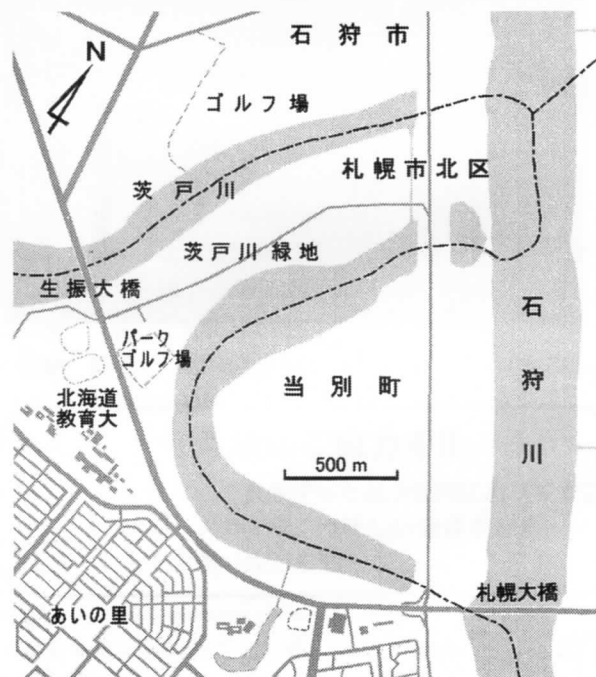 石狩市
N
ゴルフ場
札幌市北区
茨戸川
茨戸川緑地
生振大橋
パーク
ゴルフ場
石狩川
北海道
教育大
当別町
500 m
札幌大橋
あいの里